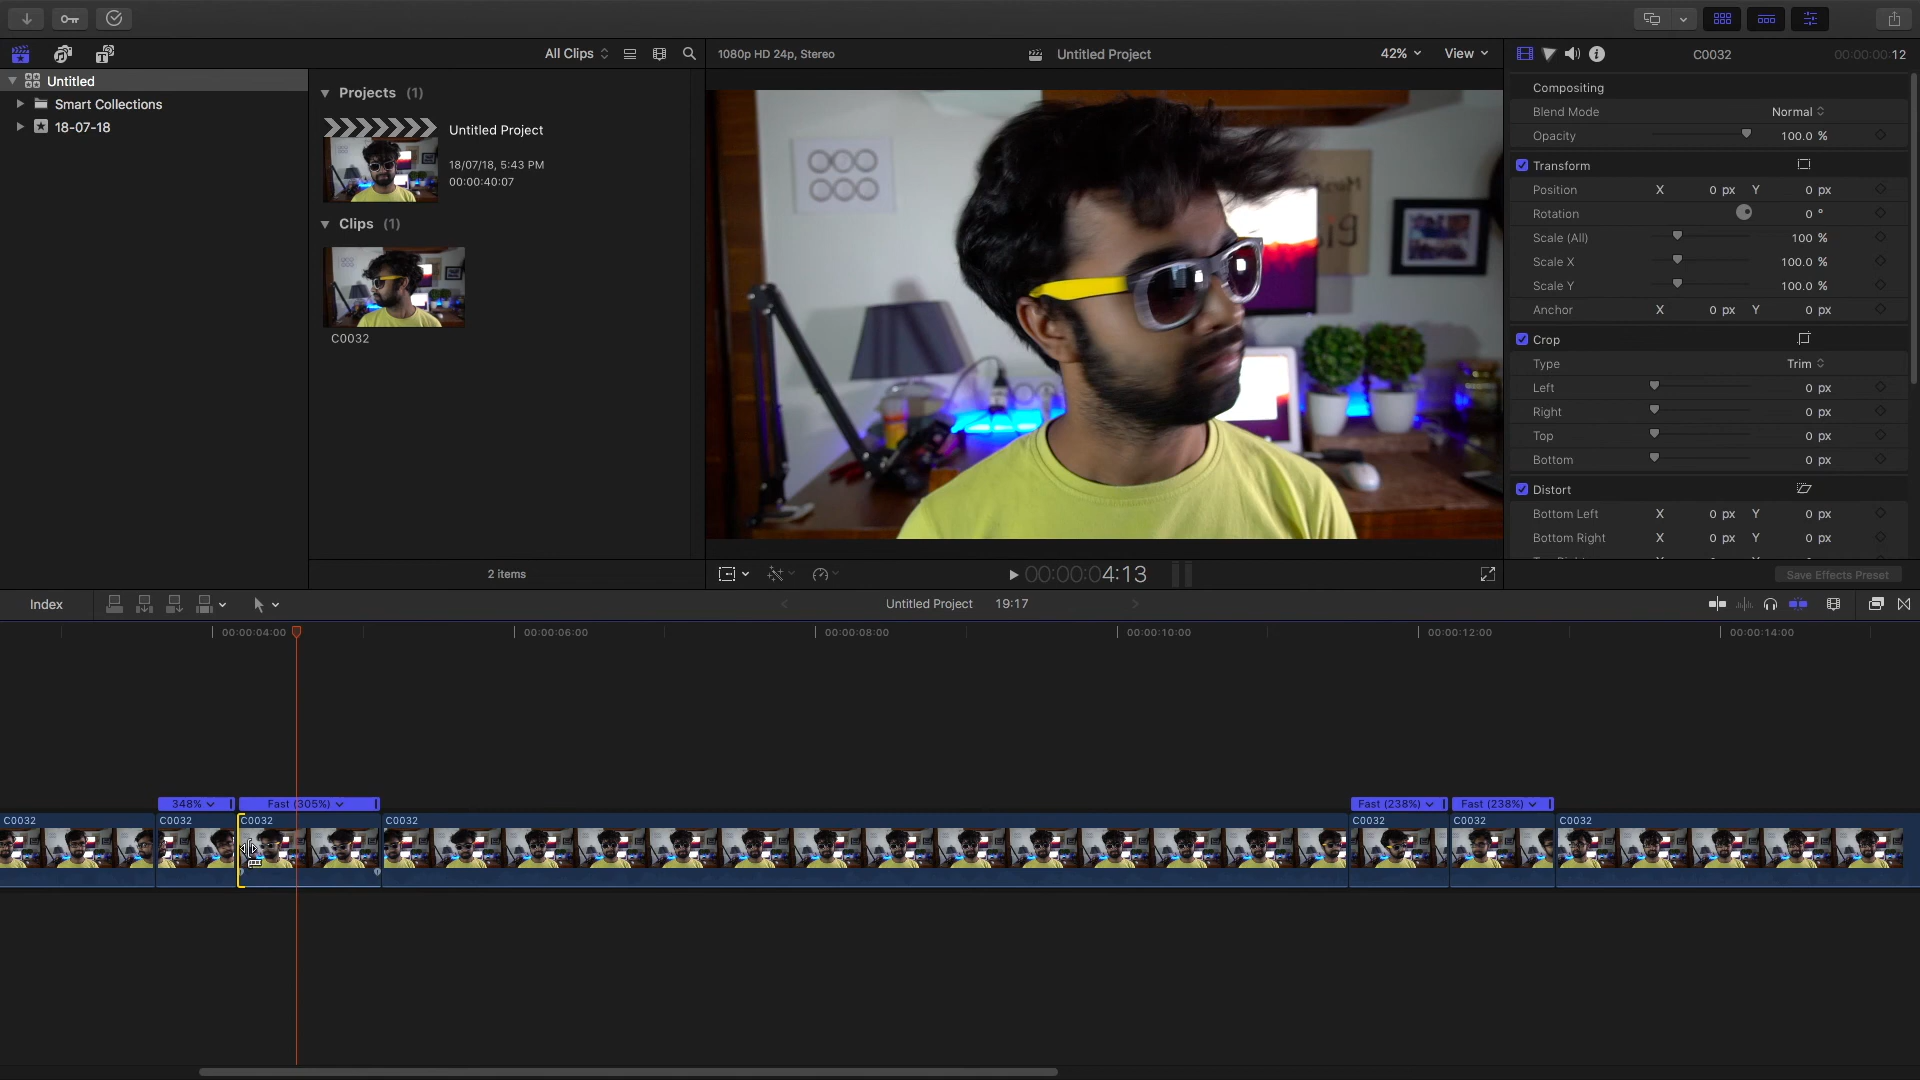 All Clips
1080p HD 24p, Stereo
Untitled Project
42%
View
C0032
00:00:00:12
Untitled
Smart Collections
18-07-18
Projects (1)
Untitled Project
18/07/18, 5:43 PM
00:00:40:07
Clips (1)
C0032
2 items
Compositing
Blend Mode
Normal
Opacity
100.0 %
Transform
Position X 0 px Y 0 px
Rotation 0 °
Scale (All) 100 %
Scale X 100.0 %
Scale Y 100.0 %
Anchor X 0 px Y 0 px
Crop
Type Trim
Left 0 px
Right 0 px
Top 0 px
Bottom 0 px
Distort
Bottom Left X 0 px Y 0 px
Bottom Right X 0 px Y 0 px
00:00:04:13
Save Effects Preset
Index
Untitled Project 19:17
00:00:04:00
00:00:06:00
00:00:08:00
00:00:10:00
00:00:12:00
00:00:14:00
348%
Fast (305%)
Fast (238%)
Fast (238%)
C0032
C0032
C0032
C0032
C0032
C0032
C0032